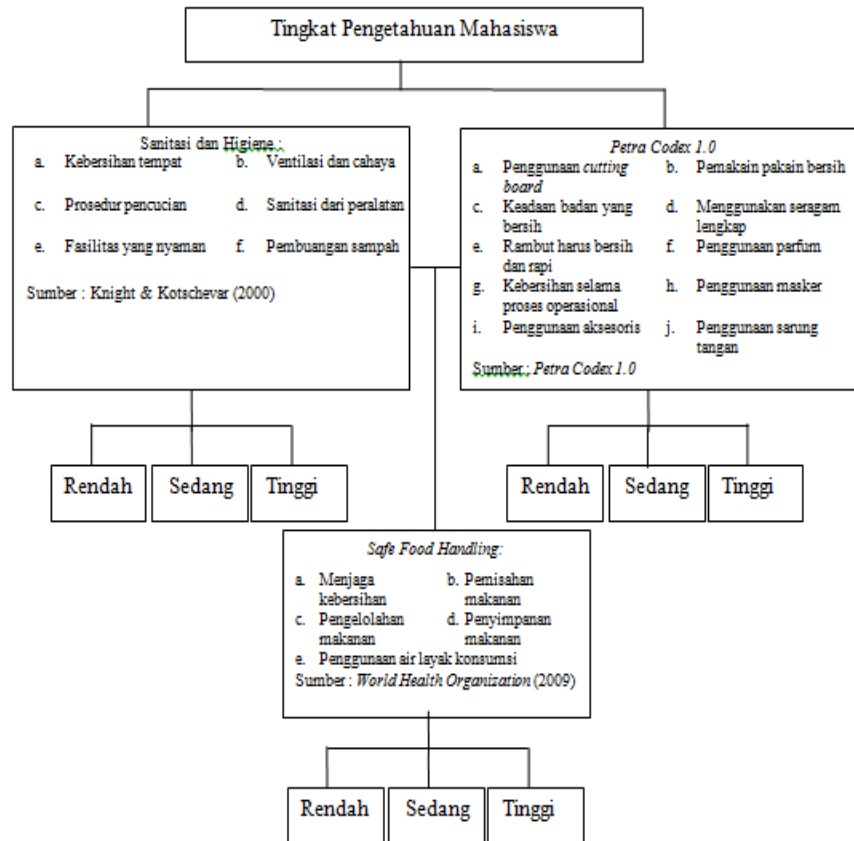 Tingkat Pengetahuan Mahasiswa
Sanitasi dan Higiene :
a. Kebersihan tempat b. Ventilasi dan cahaya
c. Prosedur pencucian d. Sanitasi dari peralatan
e. Fasilitas yang nyaman f. Pembuangan sampah
Sumber : Knight & Kotschevar (2000)
Petra Codex 1.0
a. Penggunaan cutting b. Pemakain pakain bersih
board
c. Keadaan badan yang d. Menggunakan seragam
bersih lengkap
e. Rambut harus bersih f. Penggunaan parfum
dan rapi
g. Kebersihan selama h. Penggunaan masker
proses operasional
i. Penggunaan aksesoris j. Penggunaan sarung
tangan
Sumber : Petra Codex 1.0
Rendah Sedang Tinggi
Rendah Sedang Tinggi
Safe Food Handling:
a. Menjaga b. Pemisahan
kebersihan makanan
c. Pengelolahan d. Penyimpanan
makanan makanan
e. Penggunaan air layak konsumsi
Sumber : World Health Organization (2009)
Rendah Sedang Tinggi